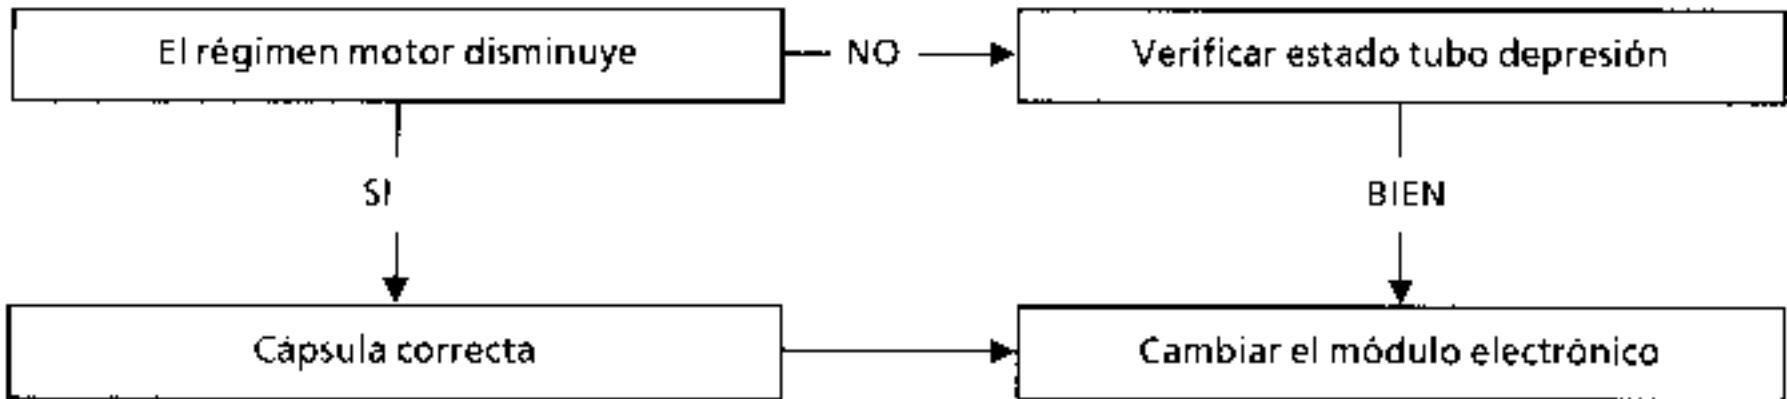 El régimen motor disminuye
NO
Verificar estado tubo depresión
SI
BIEN
Cápsula correcta
Cambiar el módulo electrónico